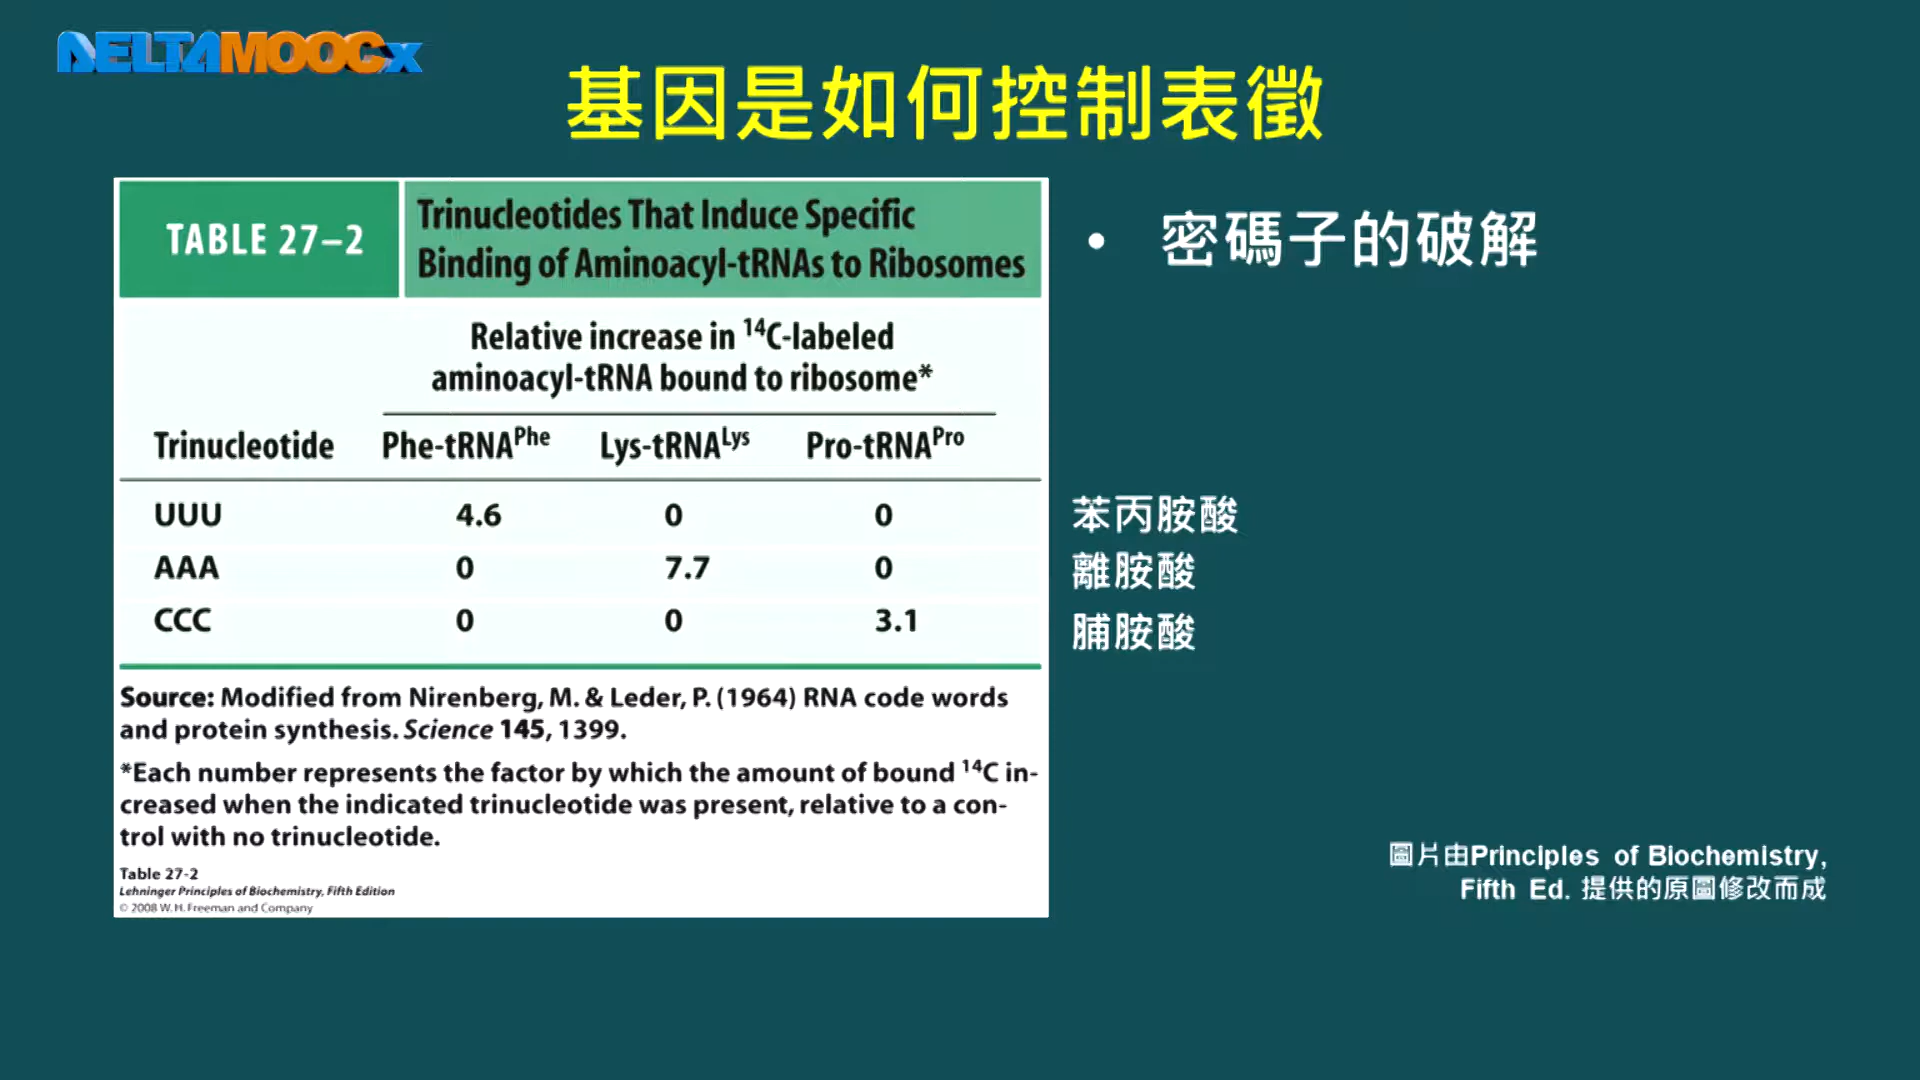 DELTAMOOCx
基因是如何控制表徵
TABLE 27–2
Trinucleotides That Induce Specific
Binding of Aminoacyl-tRNAs to Ribosomes
Relative increase in ¹⁴C-labeled
aminoacyl-tRNA bound to ribosome*
Trinucleotide Phe-tRNAᴾʰᵉ Lys-tRNAᴸʸˢ Pro-tRNAᴾʳᵒ
UUU 4.6 0 0
AAA 0 7.7 0
CCC 0 0 3.1
Source: Modified from Nirenberg, M. & Leder, P. (1964) RNA code words
and protein synthesis. Science 145, 1399.
*Each number represents the factor by which the amount of bound ¹⁴C in-
creased when the indicated trinucleotide was present, relative to a con-
trol with no trinucleotide.
Table 27-2
Lehninger Principles of Biochemistry, Fifth Edition
© 2008 W. H. Freeman and Company
• 密碼子的破解
苯丙胺酸
離胺酸
脯胺酸
圖片由Principles of Biochemistry,
Fifth Ed. 提供的原圖修改而成